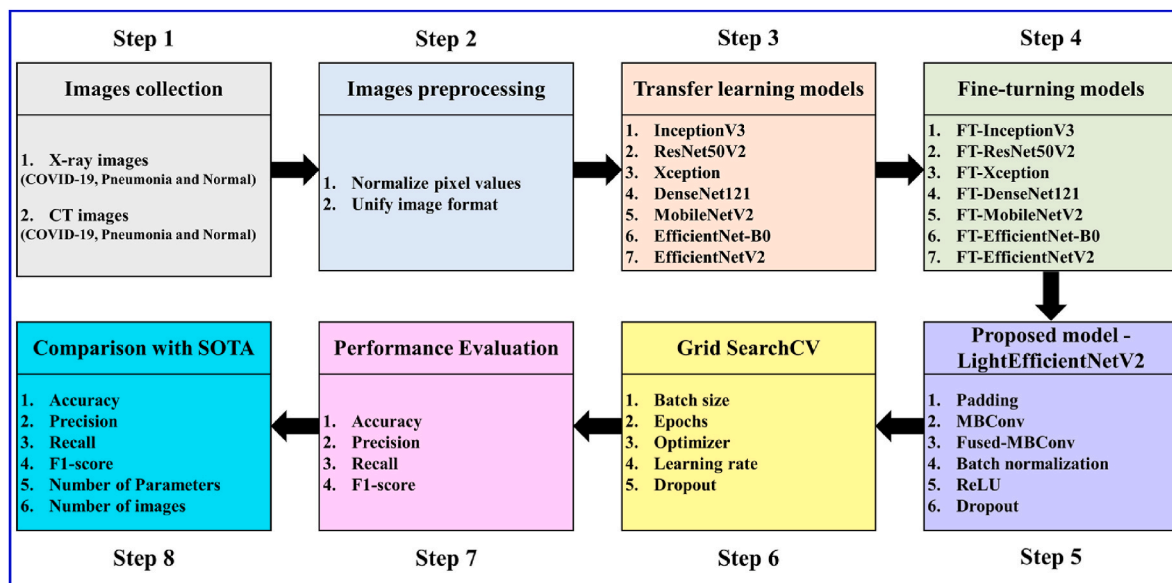 Step 1
Images collection
1. X-ray images
(COVID-19, Pneumonia and Normal)
2. CT images
(COVID-19, Pneumonia and Normal)
Step 2
Images preprocessing
1. Normalize pixel values
2. Unify image format
Step 3
Transfer learning models
1. InceptionV3
2. ResNet50V2
3. Xception
4. DenseNet121
5. MobileNetV2
6. EfficientNet-B0
7. EfficientNetV2
Step 4
Fine-turning models
1. FT-InceptionV3
2. FT-ResNet50V2
3. FT-Xception
4. FT-DenseNet121
5. FT-MobileNetV2
6. FT-EfficientNet-B0
7. FT-EfficientNetV2
Proposed model -
LightEfficientNetV2
1. Padding
2. MBConv
3. Fused-MBConv
4. Batch normalization
5. ReLU
6. Dropout
Step 5
Grid SearchCV
1. Batch size
2. Epochs
3. Optimizer
4. Learning rate
5. Dropout
Step 6
Performance Evaluation
1. Accuracy
2. Precision
3. Recall
4. F1-score
Step 7
Comparison with SOTA
1. Accuracy
2. Precision
3. Recall
4. F1-score
5. Number of Parameters
6. Number of images
Step 8